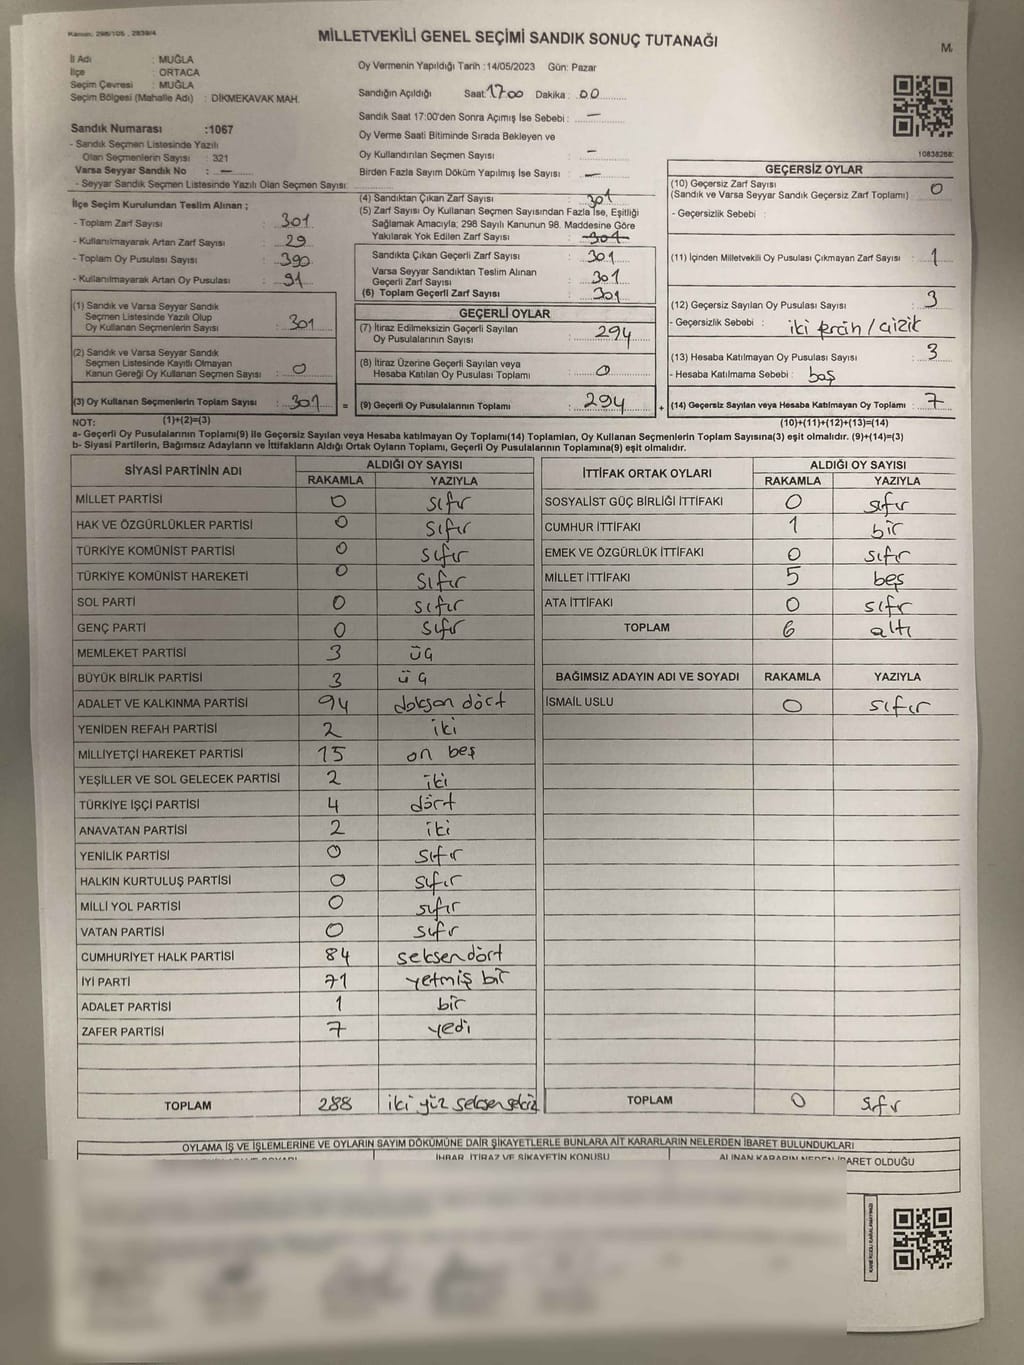 Kanun: 298/105 , 2839/4
MİLLETVEKİLİ GENEL SEÇİMİ SANDIK SONUÇ TUTANAĞI
M.
İl Adı : MUĞLA
İlçe : ORTACA
Seçim Çevresi : MUĞLA
Seçim Bölgesi (Mahalle Adı) : DİKMEKAVAK MAH.
Oy Vermenin Yapıldığı Tarih :14/05/2023 Gün: Pazar
Sandığın Açıldığı Saat 17 00 Dakika : 00
Sandık Saat 17:00'den Sonra Açımış İse Sebebi : —
Oy Verme Saati Bitiminde Sırada Bekleyen ve
Oy Kullandırılan Seçmen Sayısı : —
Birden Fazla Sayım Döküm Yapılmış İse Sayısı : —
Sandık Numarası :1067
- Sandık Seçmen Listesinde Yazılı
Olan Seçmenlerin Sayısı : 321
Varsa Seyyar Sandık No : —
- Seyyar Sandık Seçmen Listesinde Yazılı Olan Seçmen Sayısı:
İlçe Seçim Kurulundan Teslim Alınan ;
- Toplam Zarf Sayısı : 301
- Kullanılmayarak Artan Zarf Sayısı : 29
- Toplam Oy Pusulası Sayısı : 390
- Kullanılmayarak Artan Oy Pusulası : 91
(4) Sandıktan Çıkan Zarf Sayısı : 301
(5) Zarf Sayısı Oy Kullanan Seçmen Sayısından Fazla İse, Eşitliği
Sağlamak Amacıyla; 298 Sayılı Kanunun 98. Maddesine Göre
Yakılarak Yok Edilen Zarf Sayısı : 301
Sandıkta Çıkan Geçerli Zarf Sayısı : 301
Varsa Seyyar Sandıktan Teslim Alınan
Geçerli Zarf Sayısı : 301
(6) Toplam Geçerli Zarf Sayısı : 301
10838268
GEÇERSİZ OYLAR
(10) Geçersiz Zarf Sayısı
(Sandık ve Varsa Seyyar Sandık Geçersiz Zarf Toplamı) : 0
- Geçersizlik Sebebi :
(11) İçinden Milletvekili Oy Pusulası Çıkmayan Zarf Sayısı : 1
(12) Geçersiz Sayılan Oy Pusulası Sayısı : 3
- Geçersizlik Sebebi : iki tercih / çizik
(13) Hesaba Katılmayan Oy Pusulası Sayısı : 3
- Hesaba Katılmama Sebebi : boş
(14) Geçersiz Sayılan veya Hesaba Katılmayan Oy Toplamı : 7
(1) Sandık ve Varsa Seyyar Sandık
Seçmen Listesinde Yazılı Olup
Oy Kullanan Seçmenlerin Sayısı : 301
(2) Sandık ve Varsa Seyyar Sandık
Seçmen Listesinde Kayıtlı Olmayan
Kanun Gereği Oy Kullanan Seçmen Sayısı : 0
(3) Oy Kullanan Seçmenlerin Toplam Sayısı : 301 =
GEÇERLİ OYLAR
(7) İtiraz Edilmeksizin Geçerli Sayılan
Oy Pusulalarının Sayısı : 294
(8) İtiraz Üzerine Geçerli Sayılan veya
Hesaba Katılan Oy Pusulası Toplamı : 0
(9) Geçerli Oy Pusulalarının Toplamı : 294 +
NOT: (1)+(2)=(3) (10)+(11)+(12)+(13)=(14)
a- Geçerli Oy Pusulalarının Toplamı(9) İle Geçersiz Sayılan veya Hesaba katılmayan Oy Toplamı(14) Toplamları, Oy Kullanan Seçmenlerin Toplam Sayısına(3) eşit olmalıdır. (9)+(14)=(3)
b- Siyasi Partilerin, Bağımsız Adayların ve İttifakların Aldığı Ortak Oyların Toplamı, Geçerli Oy Pusulalarının Toplamına(9) eşit olmalıdır.
SİYASİ PARTİNİN ADI ALDIĞI OY SAYISI
RAKAMLA YAZIYLA
MİLLET PARTİSİ 0 sıfır
HAK VE ÖZGÜRLÜKLER PARTİSİ 0 sıfır
TÜRKİYE KOMÜNİST PARTİSİ 0 sıfır
TÜRKİYE KOMÜNİST HAREKETİ 0 sıfır
SOL PARTİ 0 sıfır
GENÇ PARTİ 0 sıfır
MEMLEKET PARTİSİ 3 üç
BÜYÜK BİRLİK PARTİSİ 3 üç
ADALET VE KALKINMA PARTİSİ 94 doksan dört
YENİDEN REFAH PARTİSİ 2 iki
MİLLİYETÇİ HAREKET PARTİSİ 15 on beş
YEŞİLLER VE SOL GELECEK PARTİSİ 2 iki
TÜRKİYE İŞÇİ PARTİSİ 4 dört
ANAVATAN PARTİSİ 2 iki
YENİLİK PARTİSİ 0 sıfır
HALKIN KURTULUŞ PARTİSİ 0 sıfır
MİLLİ YOL PARTİSİ 0 sıfır
VATAN PARTİSİ 0 sıfır
CUMHURİYET HALK PARTİSİ 84 seksen dört
İYİ PARTİ 71 yetmiş bir
ADALET PARTİSİ 1 bir
ZAFER PARTİSİ 7 yedi
TOPLAM 288 iki yüz seksen sekiz
İTTİFAK ORTAK OYLARI ALDIĞI OY SAYISI
RAKAMLA YAZIYLA
SOSYALİST GÜÇ BİRLİĞİ İTTİFAKI 0 sıfır
CUMHUR İTTİFAKI 1 bir
EMEK VE ÖZGÜRLÜK İTTİFAKI 0 sıfır
MİLLET İTTİFAKI 5 beş
ATA İTTİFAKI 0 sıfır
TOPLAM 6 altı
BAĞIMSIZ ADAYIN ADI VE SOYADI RAKAMLA YAZIYLA
İSMAİL USLU 0 sıfır
TOPLAM 0 sıfır
OYLAMA İŞ VE İŞLEMLERİNE VE OYLARIN SAYIM DÖKÜMÜNE DAİR ŞİKAYETLERLE BUNLARA AİT KARARLARIN NELERDEN İBARET BULUNDUKLARI
İHBAR, İTİRAZ VE ŞİKAYETİN KONUSU ALINAN KARARIN NEDEN İBARET OLDUĞU